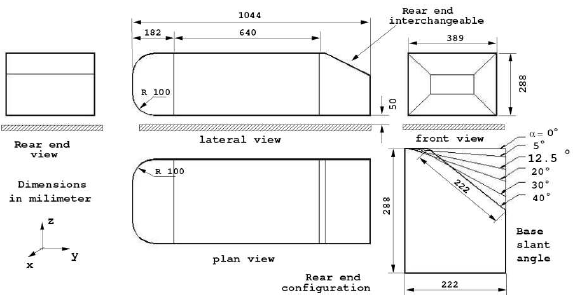 1044
Rear end
interchangeable
182
640
389
R 100
50
288
Rear end
view
lateral view
front view
α = 0°
5°
12.5 °
20°
30°
40°
R 100
222
288
Dimensions
in milimeter
z
y
x
Base
slant
angle
plan view
Rear end
configuration
222